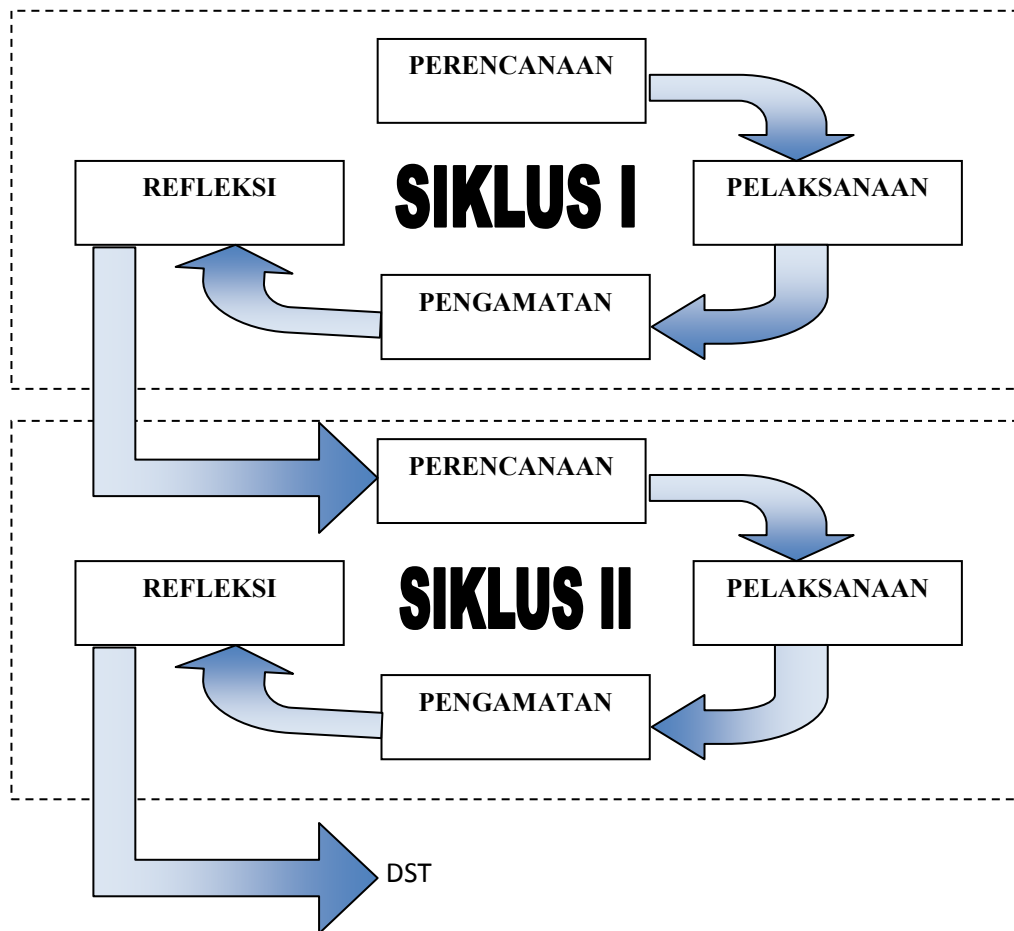 PERENCANAAN
REFLEKSI
SIKLUS I
PELAKSANAAN
PENGAMATAN
PERENCANAAN
REFLEKSI
SIKLUS II
PELAKSANAAN
PENGAMATAN
DST